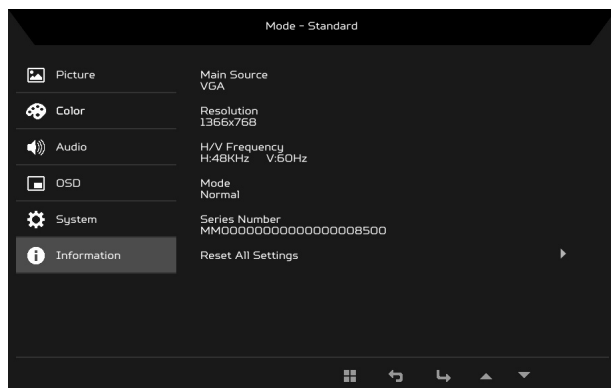 Mode - Standard
Picture
Color
Audio
OSD
System
Information
Main Source
VGA
Resolution
1366x768
H/V Frequency
H:48KHz V:60Hz
Mode
Normal
Series Number
MM00000000000000008500
Reset All Settings